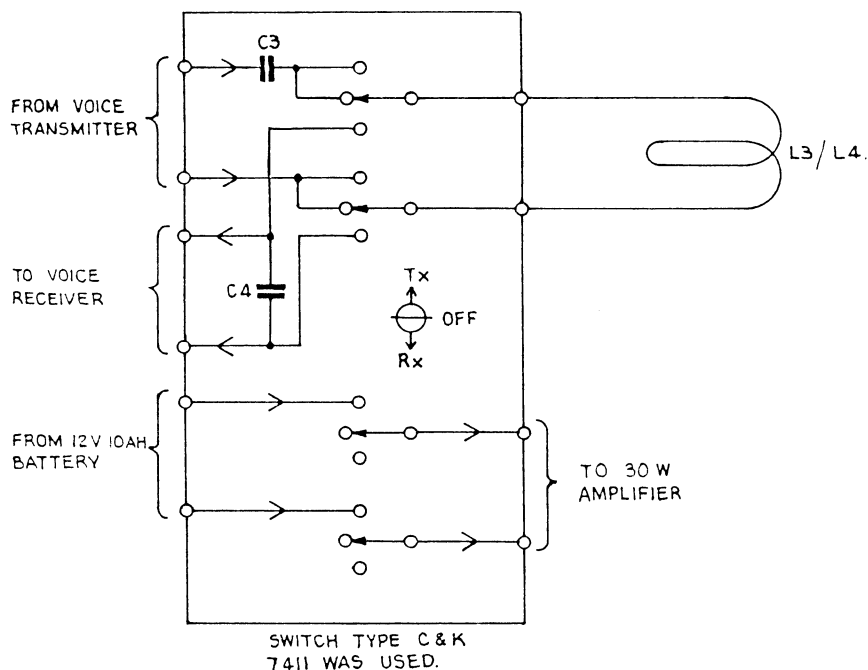 C3
FROM VOICE
TRANSMITTER
L3/L4.
TO VOICE
RECEIVER
C4
Tx
OFF
Rx
FROM 12V 10AH
BATTERY
TO 30 W
AMPLIFIER
SWITCH TYPE C & K
7411 WAS USED.